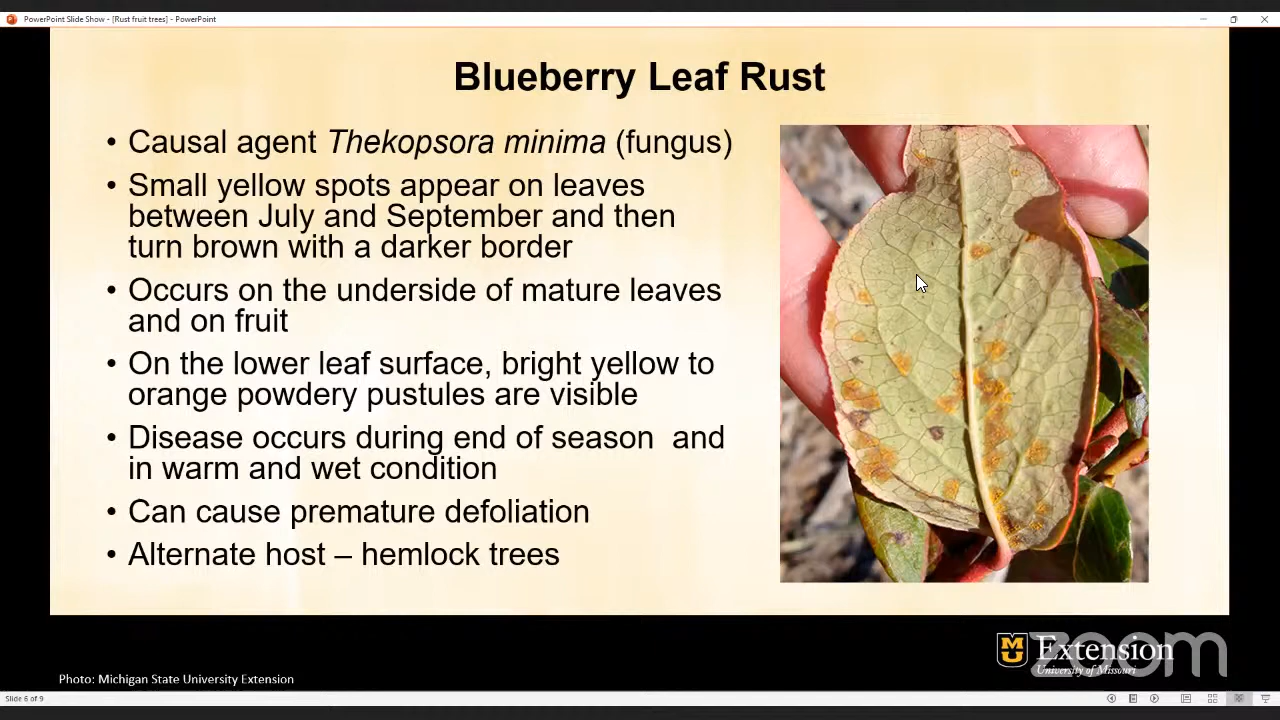 PowerPoint Slide Show - [Rust fruit trees] - PowerPoint
Blueberry Leaf Rust
• Causal agent Thekopsora minima (fungus)
• Small yellow spots appear on leaves
between July and September and then
turn brown with a darker border
• Occurs on the underside of mature leaves
and on fruit
• On the lower leaf surface, bright yellow to
orange powdery pustules are visible
• Disease occurs during end of season  and
in warm and wet condition
• Can cause premature defoliation
• Alternate host – hemlock trees
MU Extension
University of Missouri
zoom
Photo: Michigan State University Extension
Slide 6 of 9